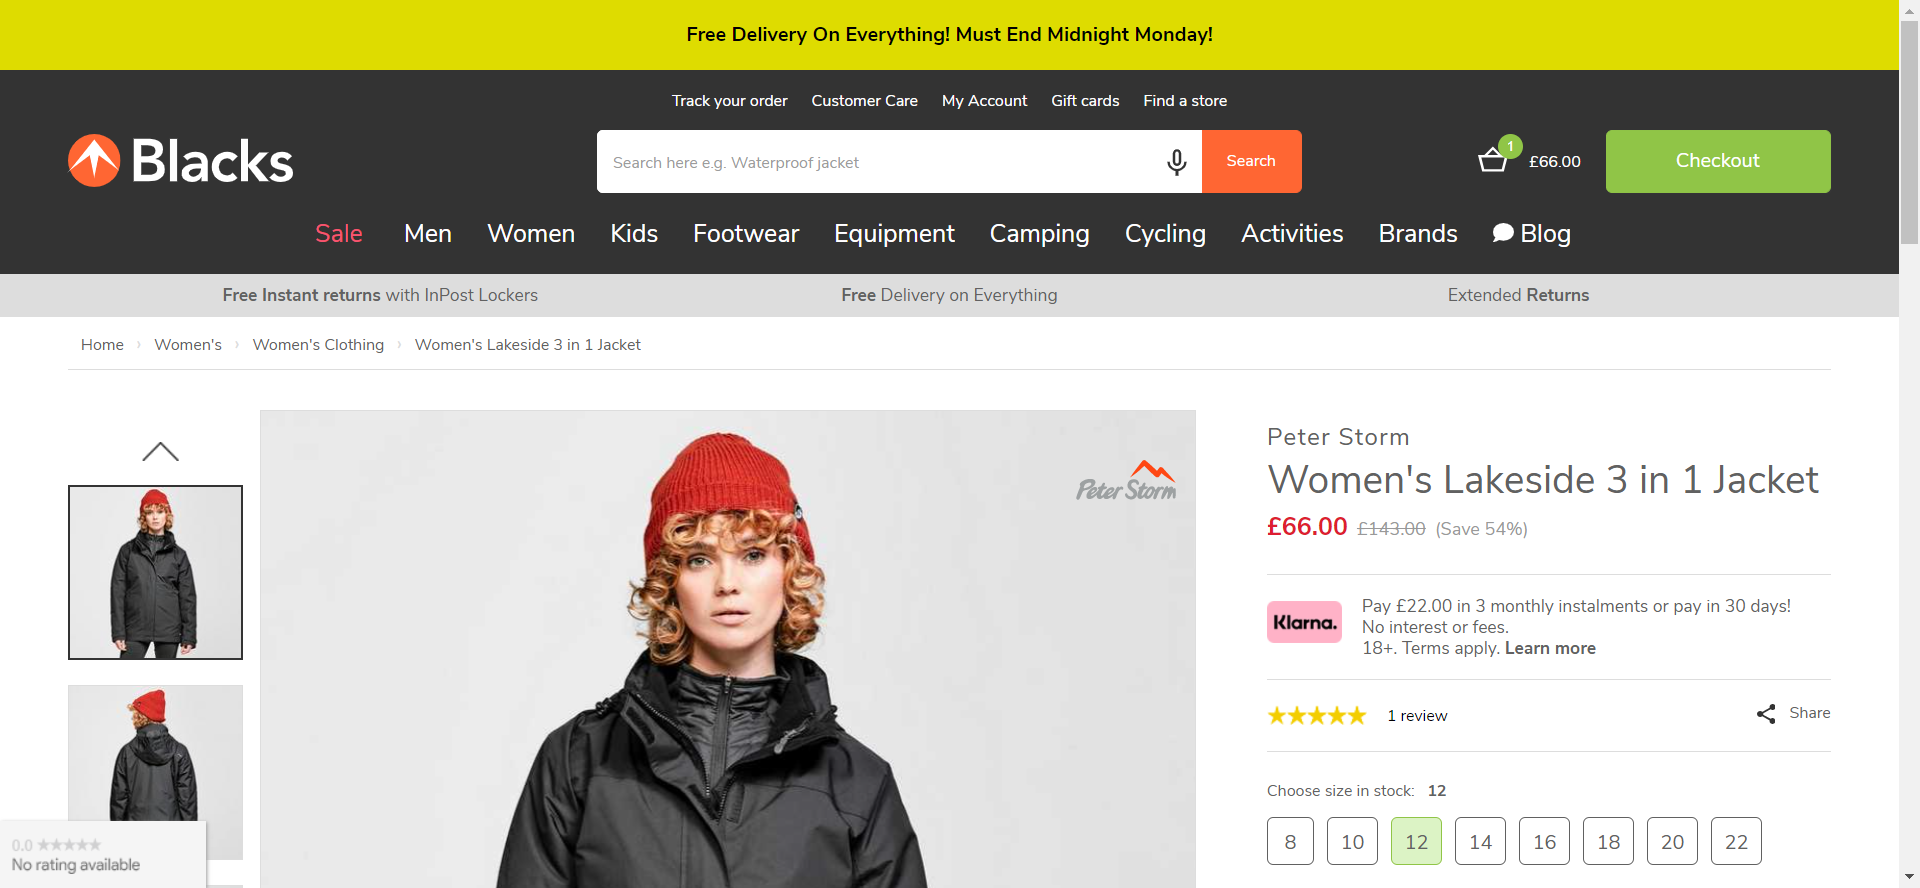 Free Delivery On Everything! Must End Midnight Monday!
Track your order Customer Care My Account Gift cards Find a store
Blacks
Search here e.g. Waterproof jacket
Search
1
£66.00
Checkout
Sale Men Women Kids Footwear Equipment Camping Cycling Activities Brands Blog
Free Instant returns with InPost Lockers
Free Delivery on Everything
Extended Returns
Home › Women's › Women's Clothing › Women's Lakeside 3 in 1 Jacket
Peter Storm
Peter Storm
Women's Lakeside 3 in 1 Jacket
£66.00 £143.00 (Save 54%)
Klarna.
Pay £22.00 in 3 monthly instalments or pay in 30 days!
No interest or fees.
18+. Terms apply. Learn more
1 review
Share
Choose size in stock: 12
8 10 12 14 16 18 20 22
0.0
No rating available